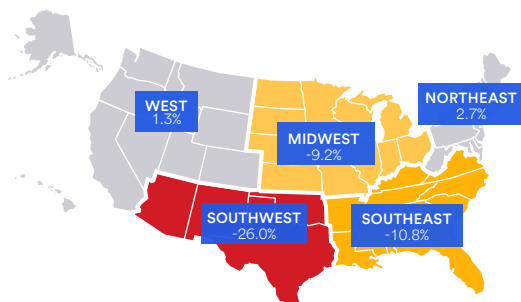 WEST
1.3%
NORTHEAST
2.7%
MIDWEST
-9.2%
SOUTHWEST
-26.0%
SOUTHEAST
-10.8%